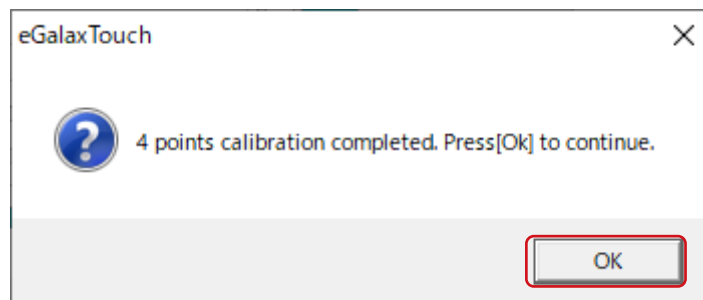 eGalaxTouch
4 points calibration completed. Press[Ok] to continue.
OK